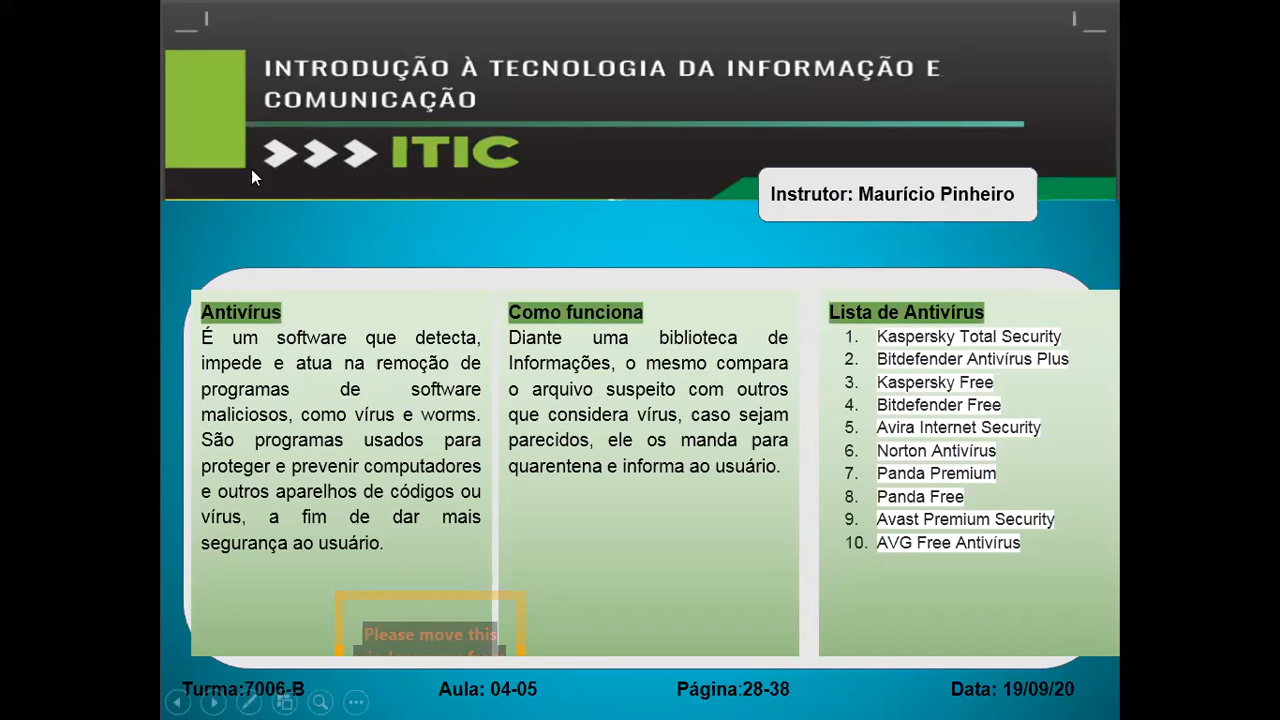 INTRODUÇÃO À TECNOLOGIA DA INFORMAÇÃO E
COMUNICAÇÃO
ITIC
Instrutor: Maurício Pinheiro
Antivírus
É um software que detecta,
impede e atua na remoção de
programas de software
maliciosos, como vírus e worms.
São programas usados para
proteger e prevenir computadores
e outros aparelhos de códigos ou
vírus, a fim de dar mais
segurança ao usuário.
Como funciona
Diante uma biblioteca de
Informações, o mesmo compara
o arquivo suspeito com outros
que considera vírus, caso sejam
parecidos, ele os manda para
quarentena e informa ao usuário.
Lista de Antivírus
1. Kaspersky Total Security
2. Bitdefender Antivírus Plus
3. Kaspersky Free
4. Bitdefender Free
5. Avira Internet Security
6. Norton Antivírus
7. Panda Premium
8. Panda Free
9. Avast Premium Security
10. AVG Free Antivírus
Please move this
Turma:7006-B
Aula: 04-05
Página:28-38
Data: 19/09/20